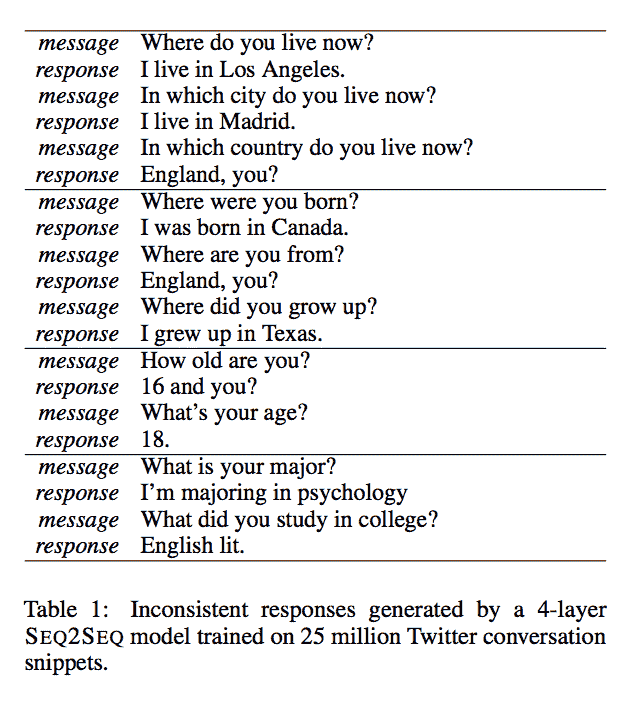 message Where do you live now?
response I live in Los Angeles.
message In which city do you live now?
response I live in Madrid.
message In which country do you live now?
response England, you?
message Where were you born?
response I was born in Canada.
message Where are you from?
response England, you?
message Where did you grow up?
response I grew up in Texas.
message How old are you?
response 16 and you?
message What's your age?
response 18.
message What is your major?
response I'm majoring in psychology
message What did you study in college?
response English lit.
Table 1: Inconsistent responses generated by a 4-layer
SEQ2SEQ model trained on 25 million Twitter conversation
snippets.